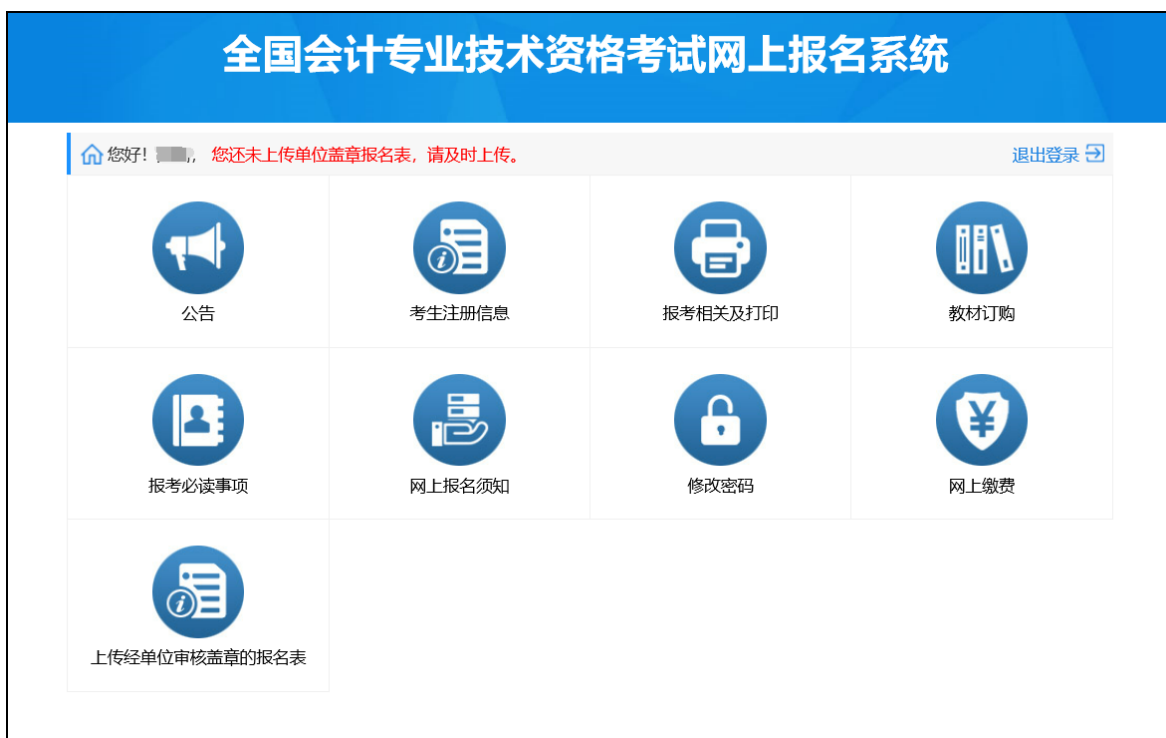 全国会计专业技术资格考试网上报名系统
您好！ ，您还未上传单位盖章报名表，请及时上传。 退出登录
公告 考生注册信息 报考相关及打印 教材订购
报考必读事项 网上报名须知 修改密码 网上缴费
上传经单位审核盖章的报名表